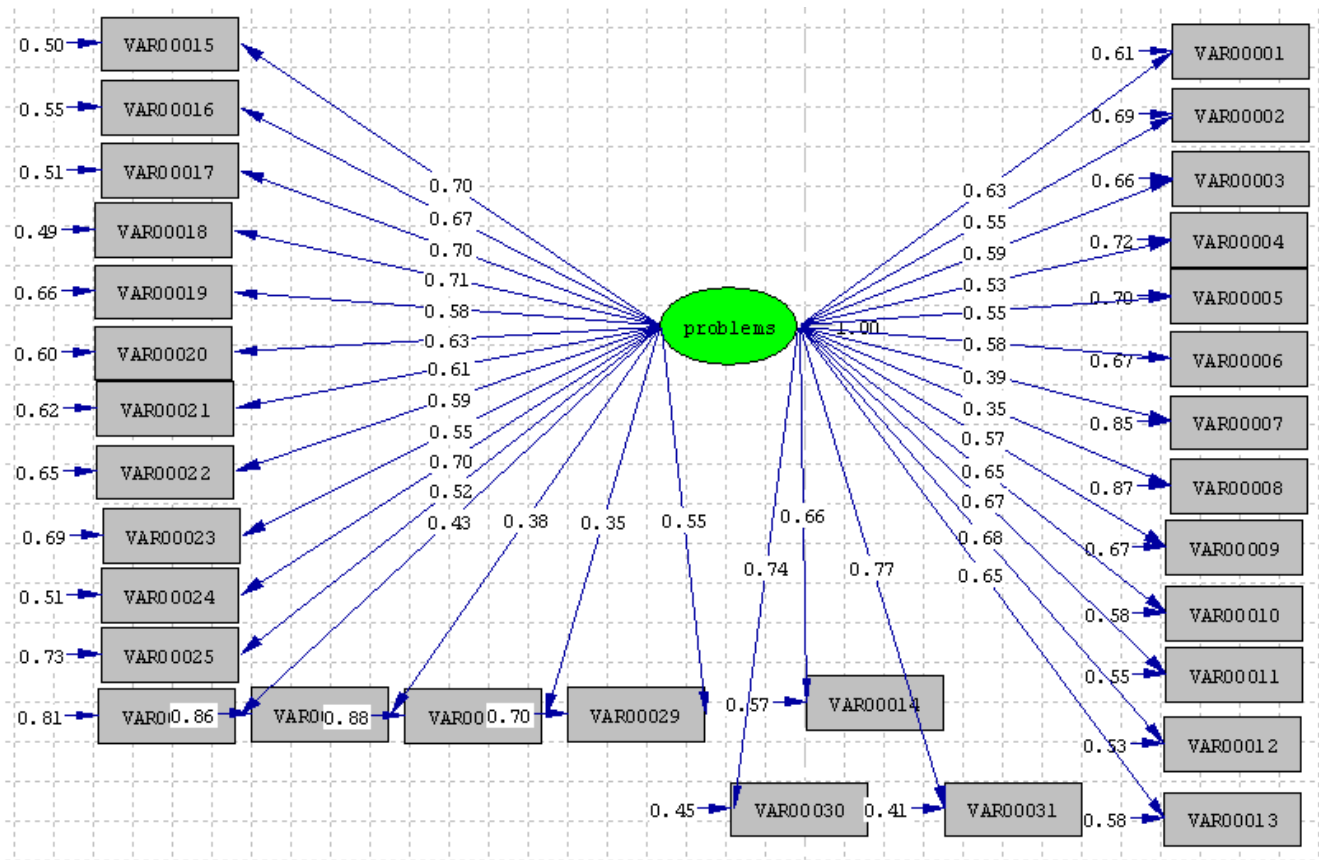 0.50 VAR00015
0.55 VAR00016
0.51 VAR00017
0.49 VAR00018
0.66 VAR00019
0.60 VAR00020
0.62 VAR00021
0.65 VAR00022
0.69 VAR00023
0.51 VAR00024
0.73 VAR00025
0.81 0.86 0.88 0.70 VAR00029
0.70
0.67
0.70
0.71
0.58
0.63
0.61
0.59
0.55
0.70
0.52
0.43
0.38
0.35
0.55
problems
1.00
0.74
0.66
0.77
0.57 VAR00014
0.45 VAR00030
0.41 VAR00031
0.63
0.55
0.59
0.53
0.55
0.58
0.39
0.35
0.57
0.65
0.67
0.68
0.65
0.61 VAR00001
0.69 VAR00002
0.66 VAR00003
0.72 VAR00004
0.70 VAR00005
0.67 VAR00006
0.85 VAR00007
0.87 VAR00008
0.67 VAR00009
0.58 VAR00010
0.55 VAR00011
0.53 VAR00012
0.58 VAR00013